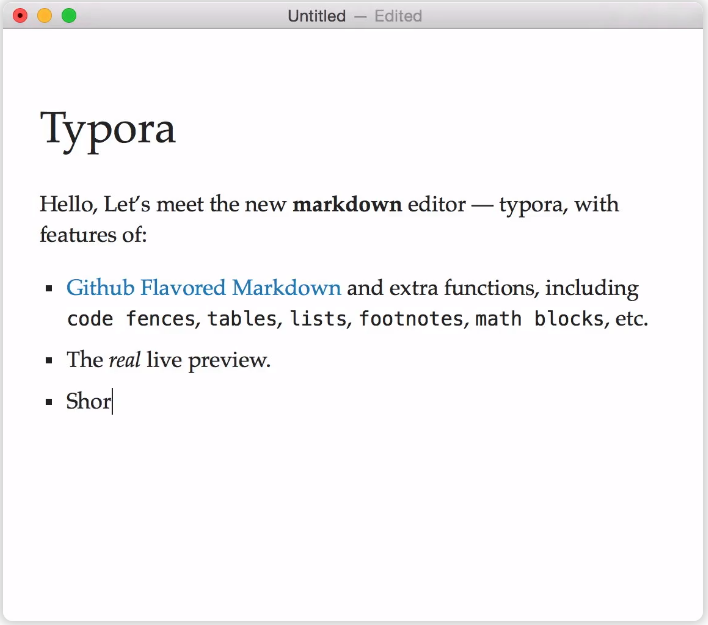 Untitled — Edited
Typora
Hello, Let's meet the new markdown editor — typora, with
features of:
▪ Github Flavored Markdown and extra functions, including
code fences, tables, lists, footnotes, math blocks, etc.
▪ The real live preview.
▪ Shor